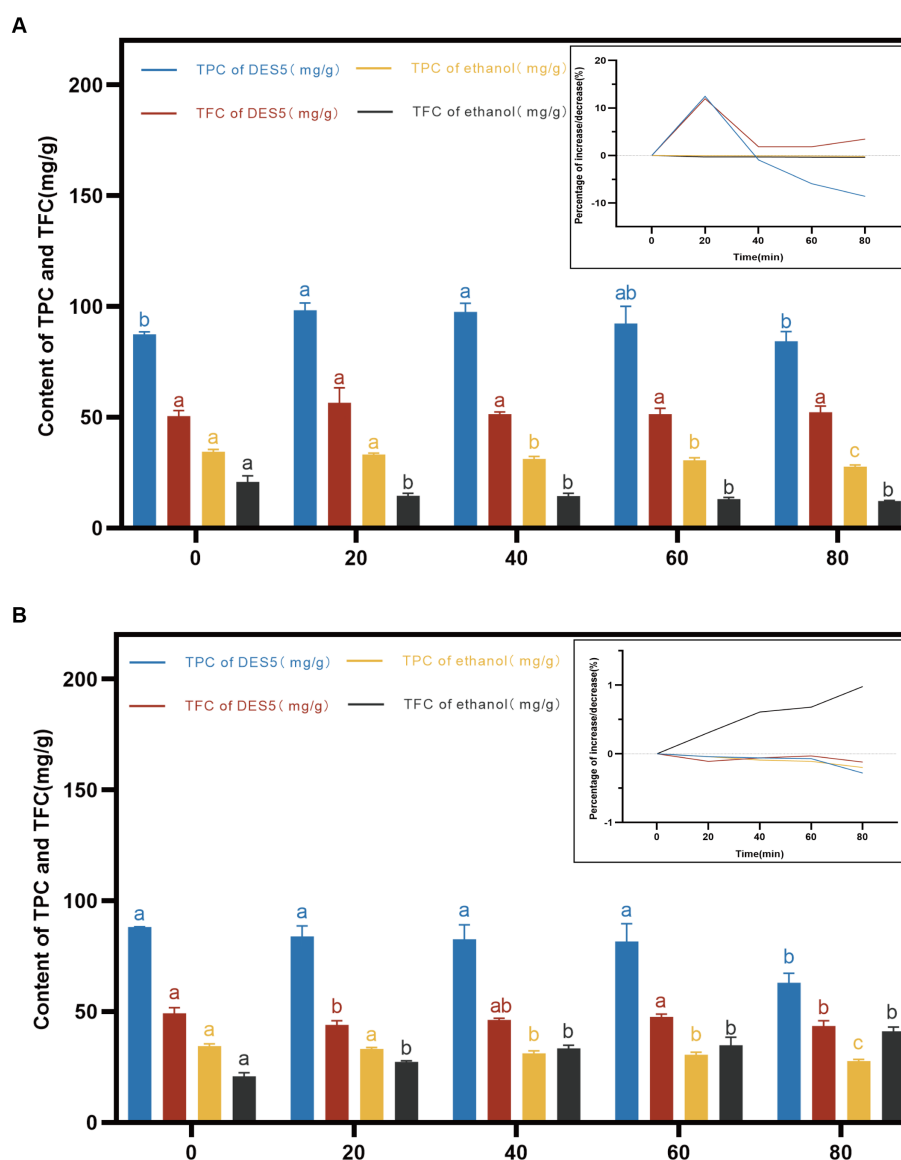 A
Content of TPC and TFC(mg/g)
200
150
100
50
0
TPC of DES5( mg/g) TPC of ethanol( mg/g)
TFC of DES5( mg/g) TFC of ethanol( mg/g)
Percentage of increase/decrease(%)
20
10
0
-10
0 20 40 60 80
Time(min)
b a a a
a a a b
a a b b
ab a b b
b a c b
0 20 40 60 80
B
Content of TPC and TFC(mg/g)
200
150
100
50
0
TPC of DES5( mg/g) TPC of ethanol( mg/g)
TFC of DES5( mg/g) TFC of ethanol( mg/g)
Percentage of increase/decrease(%)
1
0
-1
0 20 40 60 80
Time(min)
a a a a
a b a b
a ab b b
a a b b
b b c b
0 20 40 60 80